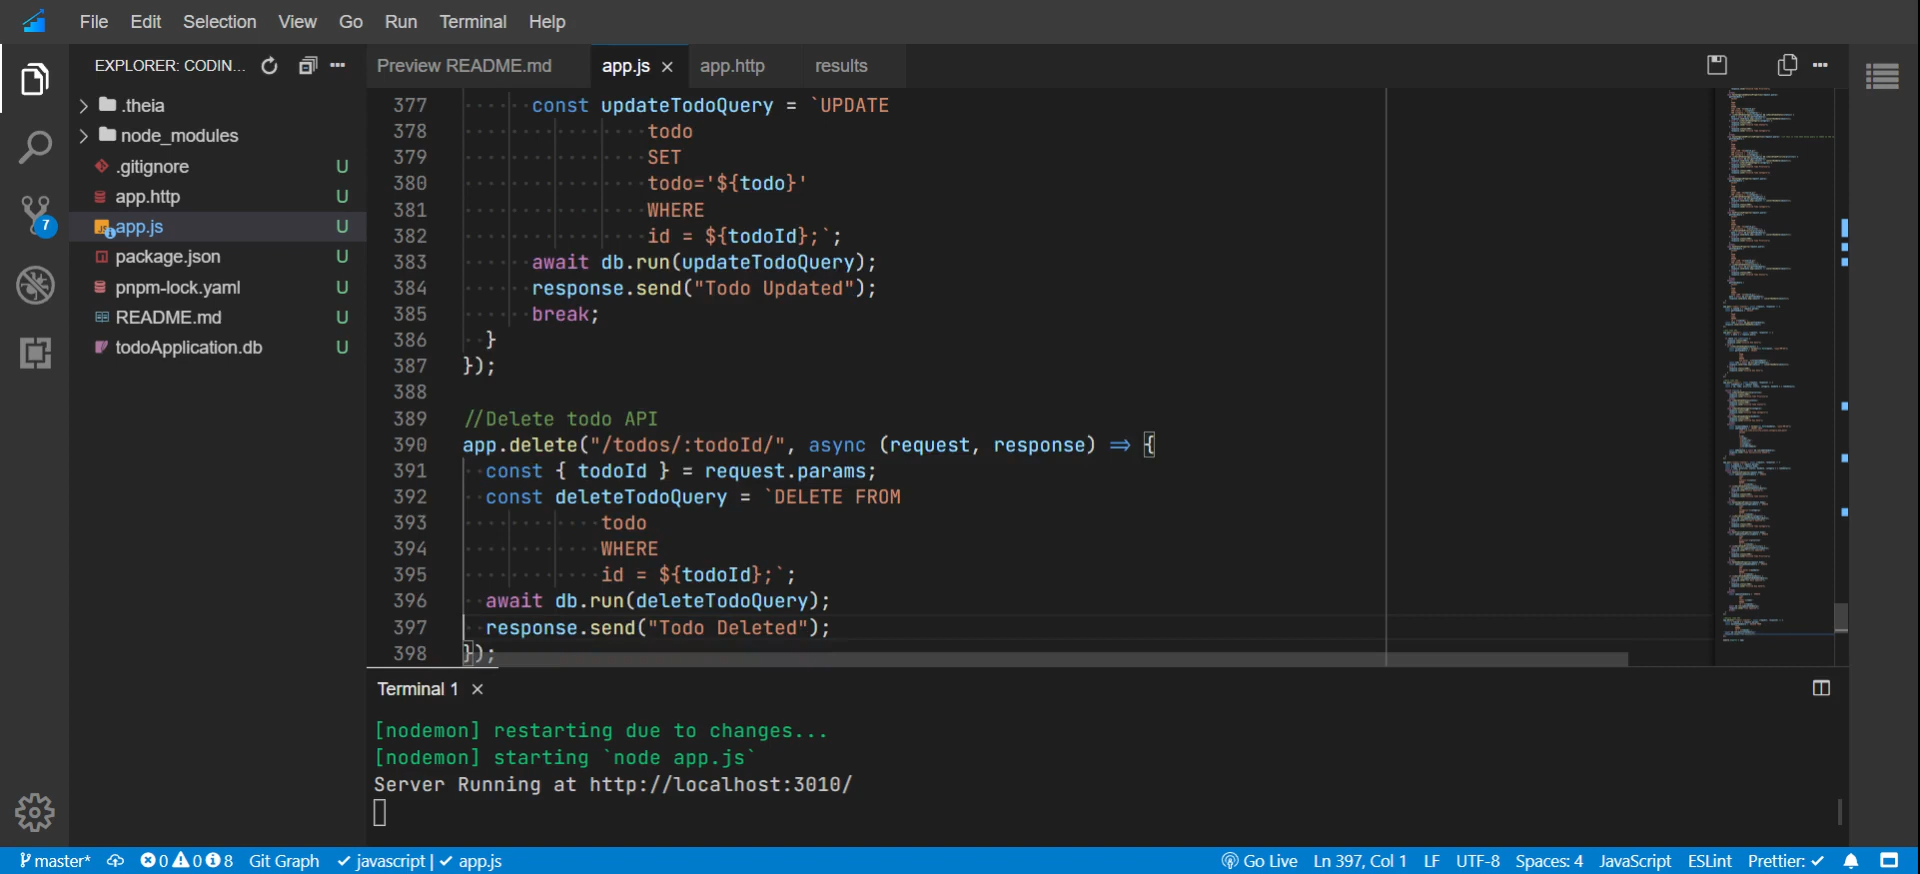 File Edit Selection View Go Run Terminal Help
EXPLORER: CODIN...
Preview README.md app.js app.http results
.theia
node_modules
.gitignore U
app.http U
app.js U
package.json U
pnpm-lock.yaml U
README.md U
todoApplication.db U
7
377 const updateTodoQuery = `UPDATE
378 todo
379 SET
380 todo='${todo}'
381 WHERE
382 id = ${todoId};`;
383 await db.run(updateTodoQuery);
384 response.send("Todo Updated");
385 break;
386 }
387 });
388
389 //Delete todo API
390 app.delete("/todos/:todoId/", async (request, response) => {
391 const { todoId } = request.params;
392 const deleteTodoQuery = `DELETE FROM
393 todo
394 WHERE
395 id = ${todoId};`;
396 await db.run(deleteTodoQuery);
397 response.send("Todo Deleted");
398 });
Terminal 1
[nodemon] restarting due to changes...
[nodemon] starting `node app.js`
Server Running at http://localhost:3010/
master* 0 0 8 Git Graph javascript | app.js Go Live Ln 397, Col 1 LF UTF-8 Spaces: 4 JavaScript ESLint Prettier: